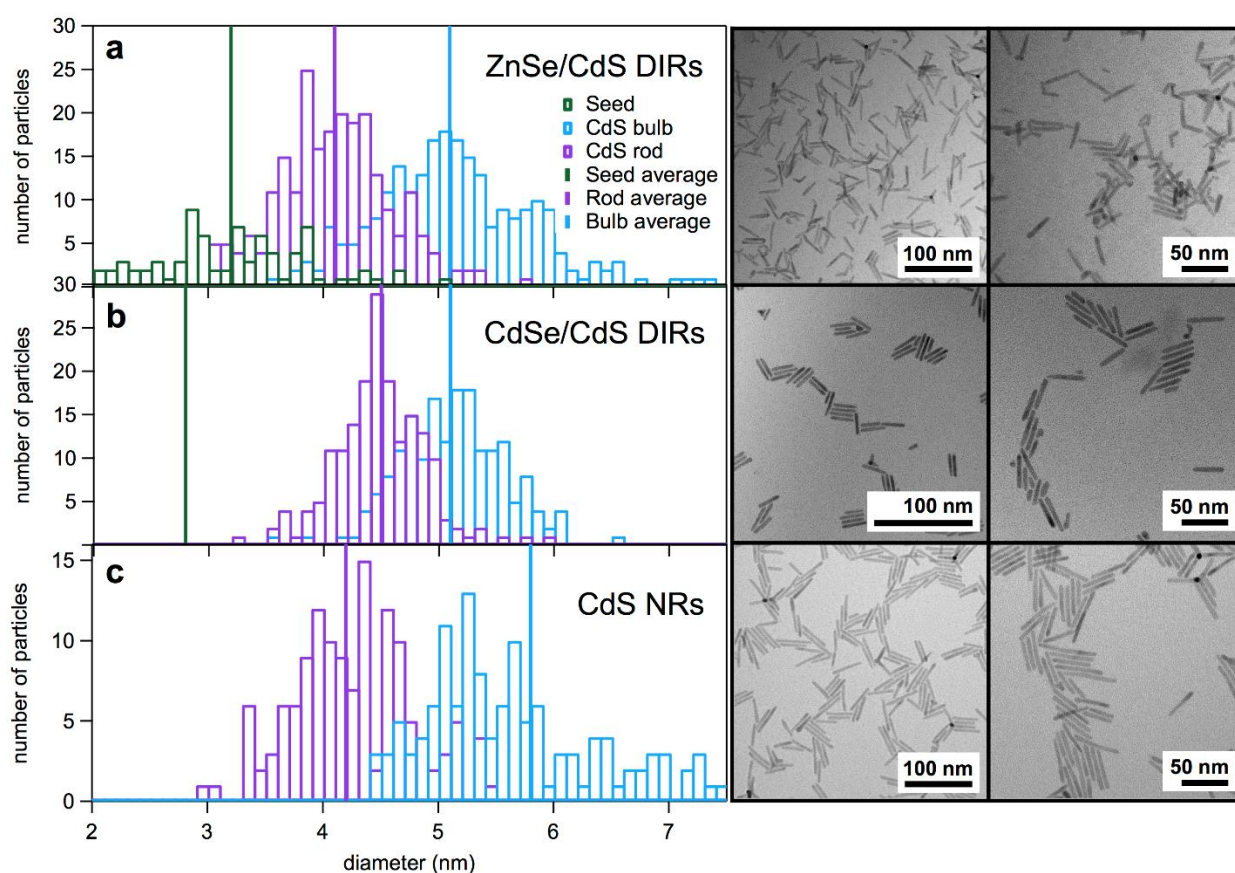 a
ZnSe/CdS DIRs
Seed
CdS bulb
CdS rod
Seed average
Rod average
Bulb average
30
25
20
15
10
5
number of particles
100 nm
50 nm
b
CdSe/CdS DIRs
30
25
20
15
10
5
number of particles
100 nm
50 nm
c
CdS NRs
15
10
5
0
number of particles
2
3
4
5
6
7
diameter (nm)
100 nm
50 nm